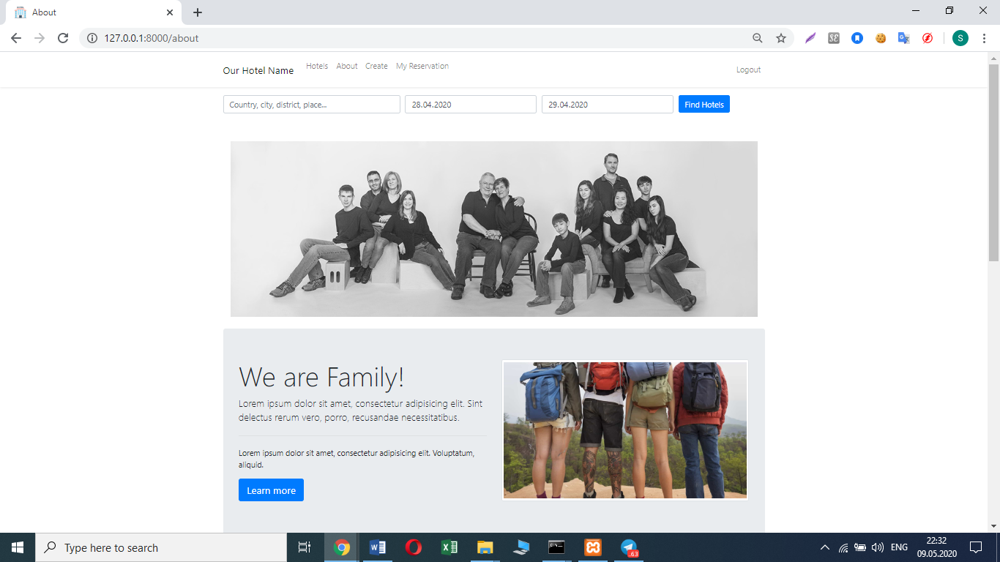 About
127.0.0.1:8000/about
S
Our Hotel Name
Hotels
About
Create
My Reservation
Logout
Country, city, district, place...
28.04.2020
29.04.2020
Find Hotels
We are Family!
Lorem ipsum dolor sit amet, consectetur adipisicing elit. Sint
delectus rerum vero, porro, recusandae necessitatibus.
Lorem ipsum dolor sit amet, consectetur adipisicing elit. Voluptatum,
aliquid.
Learn more
Type here to search
.63
ENG
22:32
09.05.2020